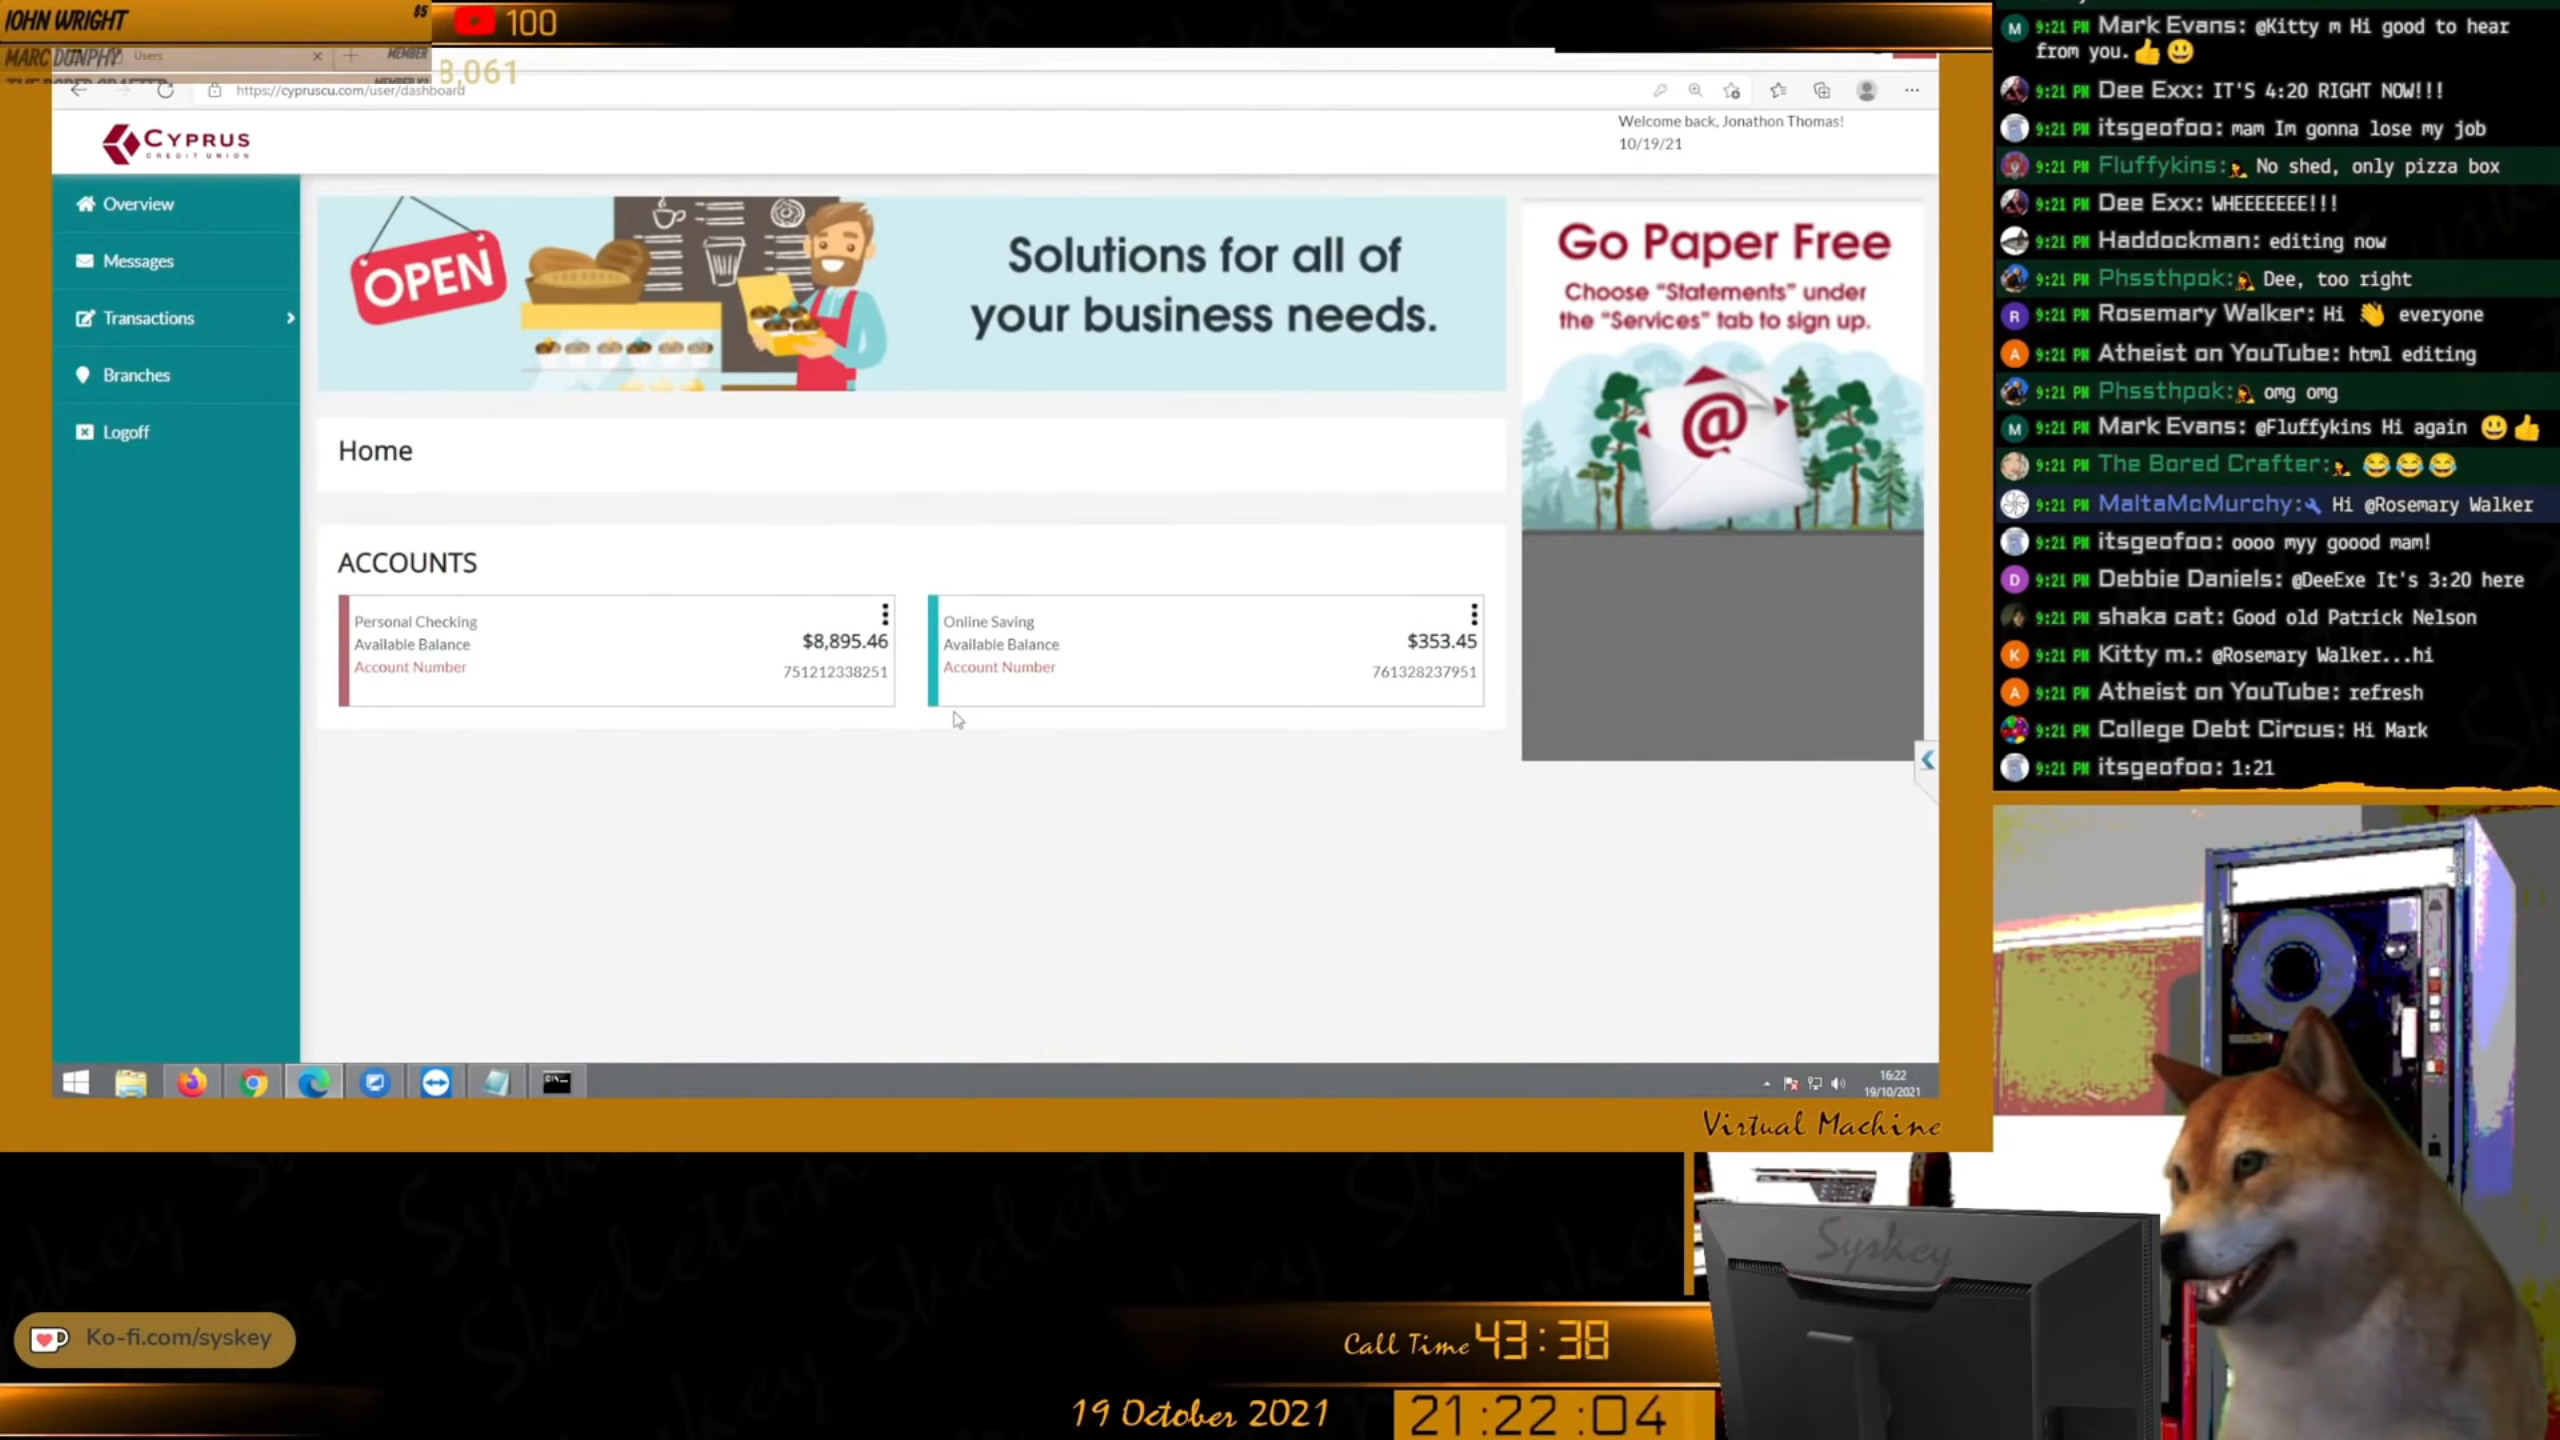 IOHN WRIGHT
$5
MARC DUNPHY
MEMBER
100
3,061
Users
https://cypruscu.com/user/dashboard
CYPRUS
CREDIT UNION
Welcome back, Jonathon Thomas!
10/19/21
Overview
Messages
Transactions
Branches
Logoff
OPEN
Solutions for all of
your business needs.
Go Paper Free
Choose "Statements" under
the "Services" tab to sign up.
@
Home
ACCOUNTS
Personal Checking
Available Balance
$8,895.46
Account Number
751212338251
Online Saving
Available Balance
$353.45
Account Number
761328237951
16:22
19/10/2021
Virtual Machine
M 9:21 PM Mark Evans: @Kitty m Hi good to hear
from you. 👍 😃
9:21 PM Dee Exx: IT'S 4:20 RIGHT NOW!!!
9:21 PM itsgeofoo: mam Im gonna lose my job
9:21 PM Fluffykins: No shed, only pizza box
9:21 PM Dee Exx: WHEEEEEEE!!!
9:21 PM Haddockman: editing now
9:21 PM Phssthpok: Dee, too right
R 9:21 PM Rosemary Walker: Hi 👋 everyone
A 9:21 PM Atheist on YouTube: html editing
9:21 PM Phssthpok: omg omg
M 9:21 PM Mark Evans: @Fluffykins Hi again 😃 👍
9:21 PM The Bored Crafter: 😂 😂 😂
9:21 PM MaltaMcMurchy: Hi @Rosemary Walker
9:21 PM itsgeofoo: oooo myy goood mam!
D 9:21 PM Debbie Daniels: @DeeExe It's 3:20 here
9:21 PM shaka cat: Good old Patrick Nelson
K 9:21 PM Kitty m.: @Rosemary Walker...hi
A 9:21 PM Atheist on YouTube: refresh
9:21 PM College Debt Circus: Hi Mark
9:21 PM itsgeofoo: 1:21
Syskey
Ko-fi.com/syskey
Call Time 43:38
19 October 2021
21:22:04